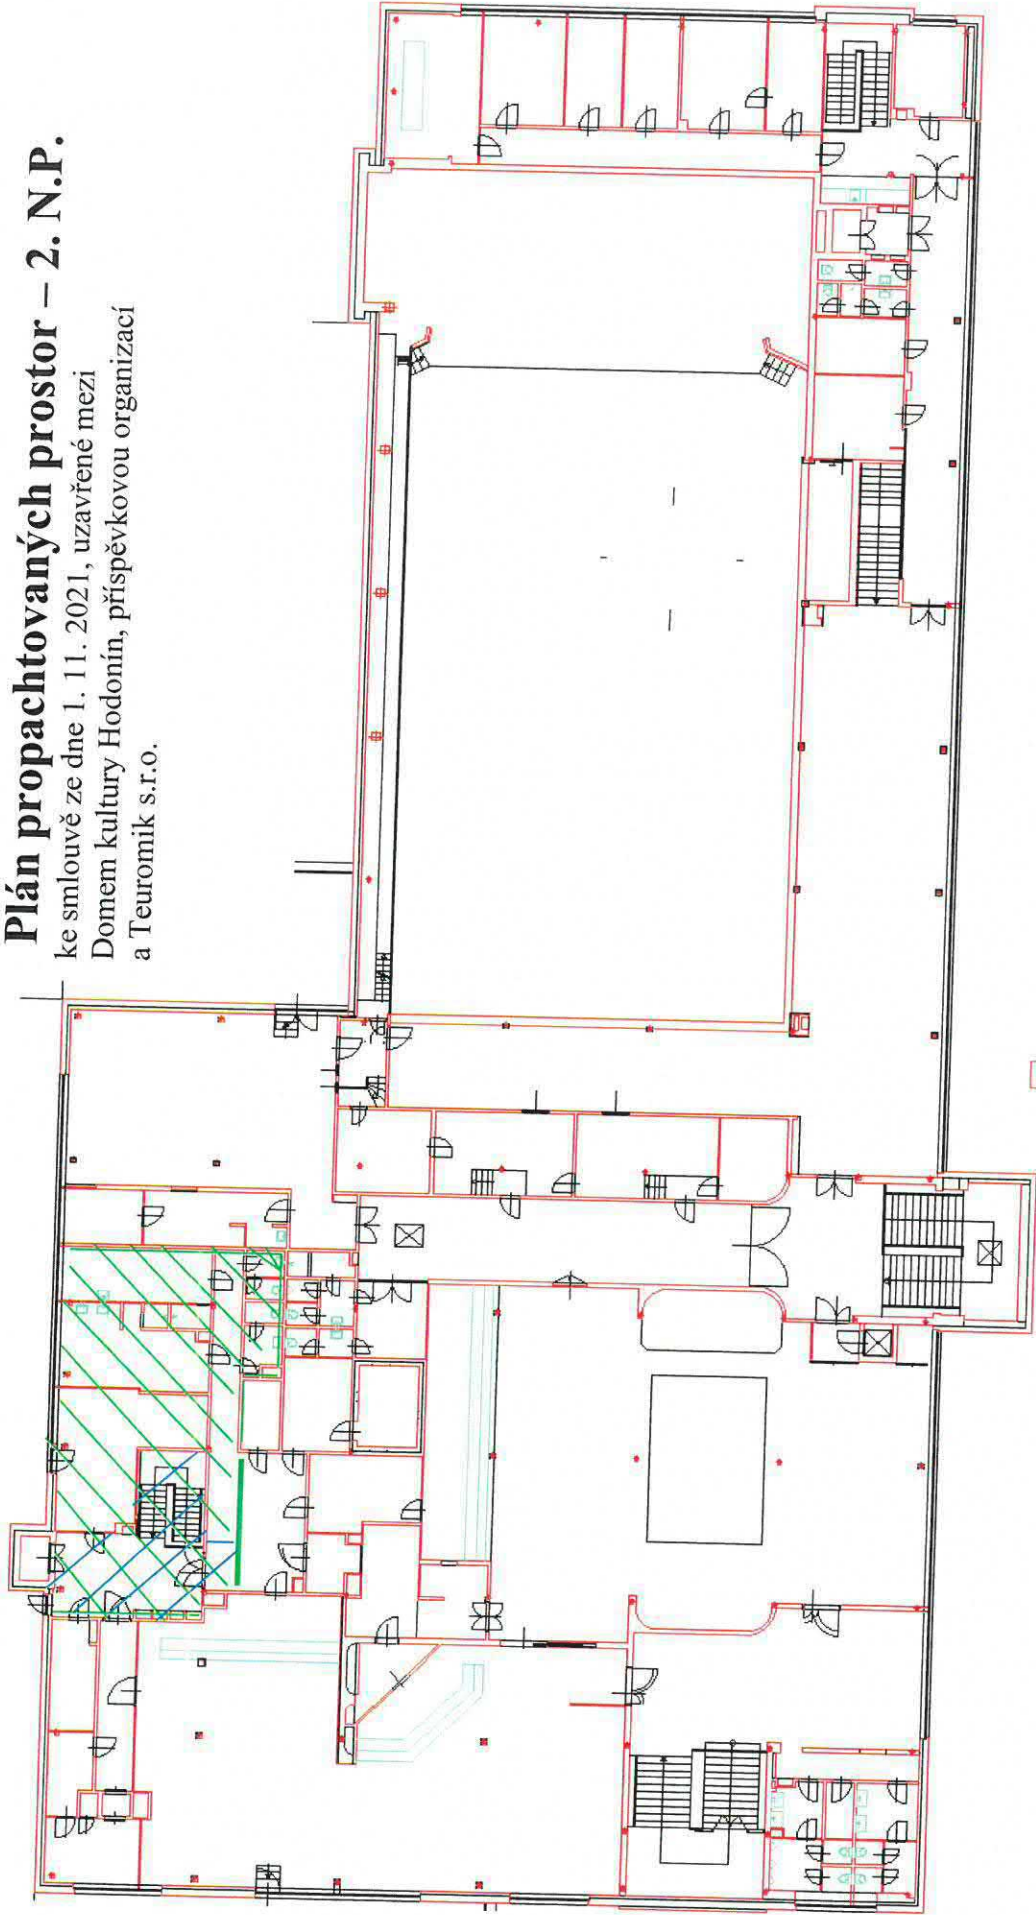 Plán propachtovaných prostor – 2. N.P.
ke smlouvě ze dne 1. 11. 2021, uzavřené mezi
Domem kultury Hodonín, příspěvkovou organizací
a Teuromik s.r.o.